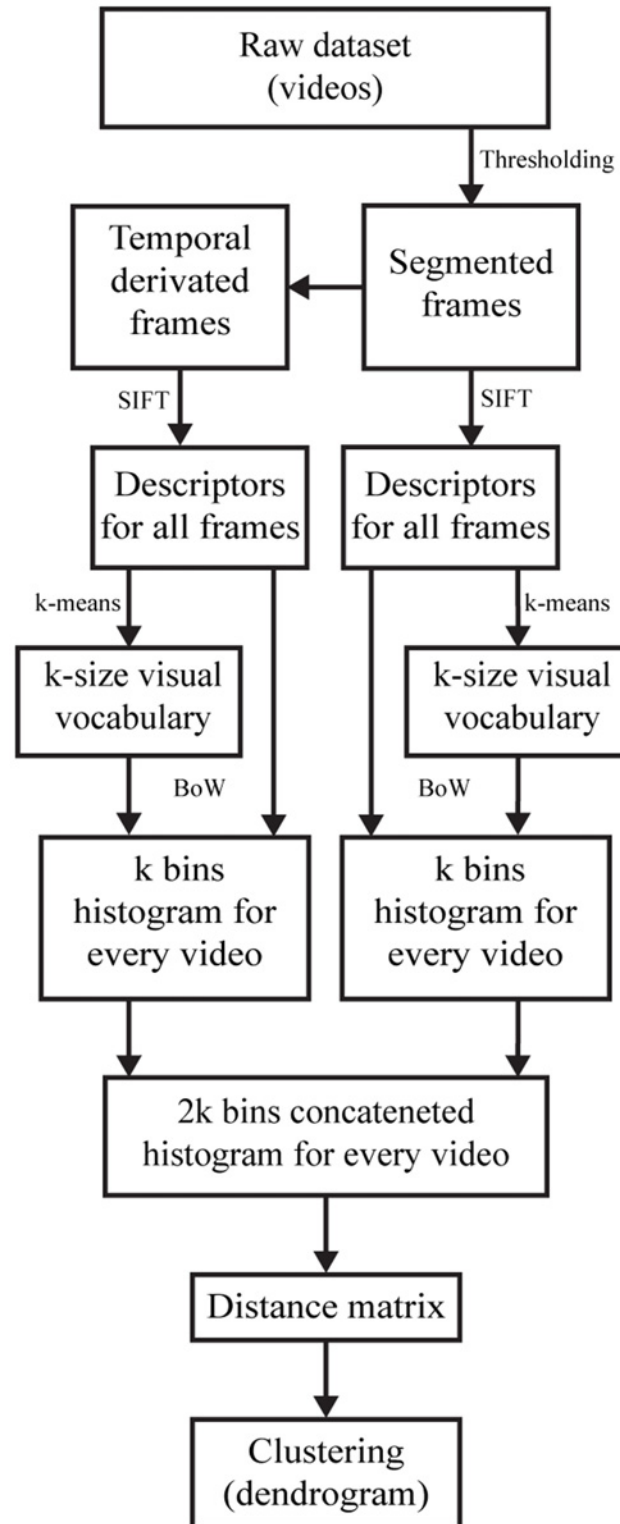 Raw dataset
(videos)
Thresholding
Temporal
derivated
frames
Segmented
frames
SIFT
SIFT
Descriptors
for all frames
Descriptors
for all frames
k-means
k-means
k-size visual
vocabulary
k-size visual
vocabulary
BoW
BoW
k bins
histogram for
every video
k bins
histogram for
every video
2k bins concateneted
histogram for every video
Distance matrix
Clustering
(dendrogram)